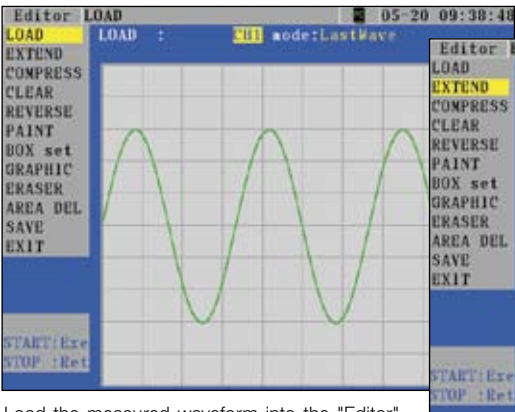 Editor LOAD 05-20 09:38:48
LOAD LOAD : CH1 mode:LastWave
EXTEND
COMPRESS
CLEAR
REVERSE
PAINT
BOX set
GRAPHIC
ERASER
AREA DEL
SAVE
EXIT
START:Exe
STOP :Ret
Editor
LOAD
EXTEND
COMPRESS
CLEAR
REVERSE
PAINT
BOX set
GRAPHIC
ERASER
AREA DEL
SAVE
EXIT
START:Exe
STOP :Ret
Load the measured waveform into the "Editor"